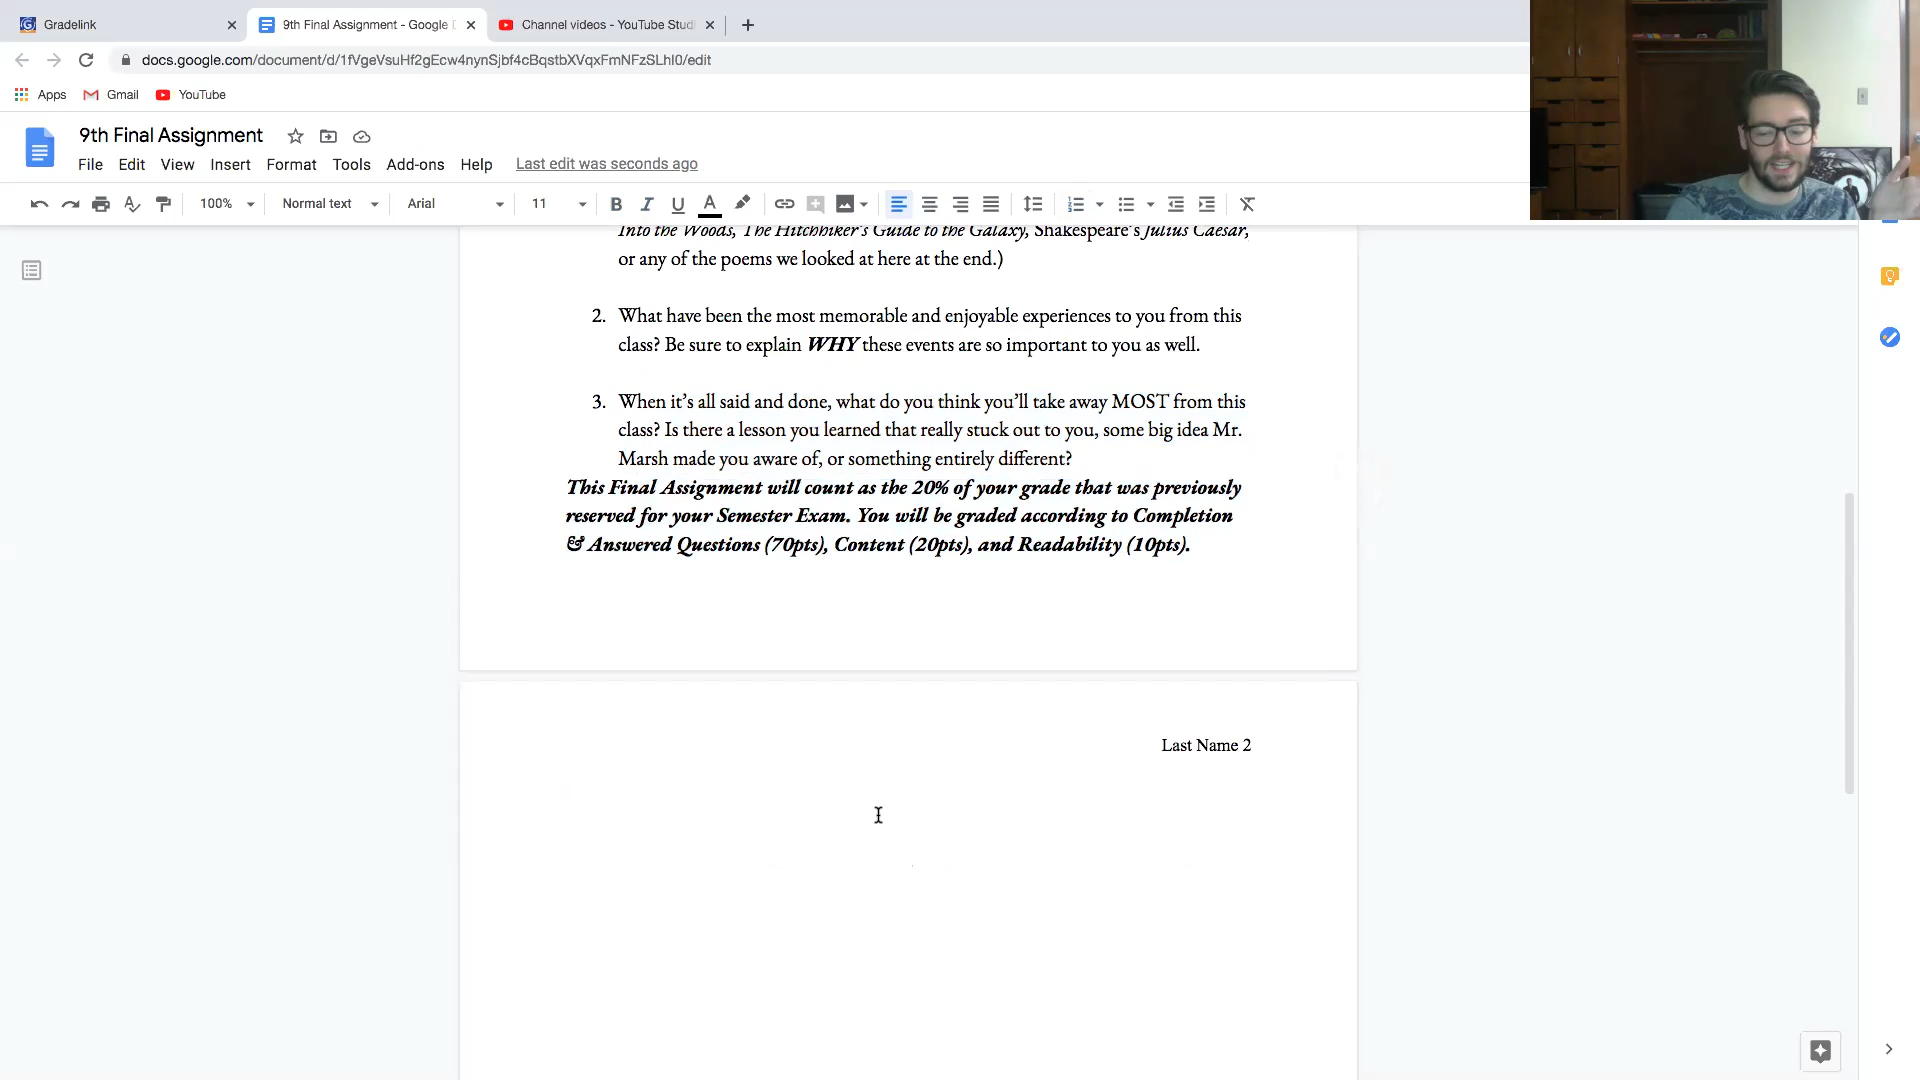 Gradelink
9th Final Assignment - Google D
Channel videos - YouTube Studi
docs.google.com/document/d/1fVgeVsuHf2gEcw4nynSjbf4cBqstbXVqxFmNFzSLhl0/edit
Apps
Gmail
YouTube
9th Final Assignment
File Edit View Insert Format Tools Add-ons Help
Last edit was seconds ago
100%
Normal text
Arial
11
B I U A
Into the Woods, The Hitchhiker's Guide to the Galaxy, Shakespeare's Julius Caesar,
or any of the poems we looked at here at the end.)
2. What have been the most memorable and enjoyable experiences to you from this
class? Be sure to explain WHY these events are so important to you as well.
3. When it's all said and done, what do you think you'll take away MOST from this
class? Is there a lesson you learned that really stuck out to you, some big idea Mr.
Marsh made you aware of, or something entirely different?
This Final Assignment will count as the 20% of your grade that was previously
reserved for your Semester Exam. You will be graded according to Completion
& Answered Questions (70pts), Content (20pts), and Readability (10pts).
Last Name 2